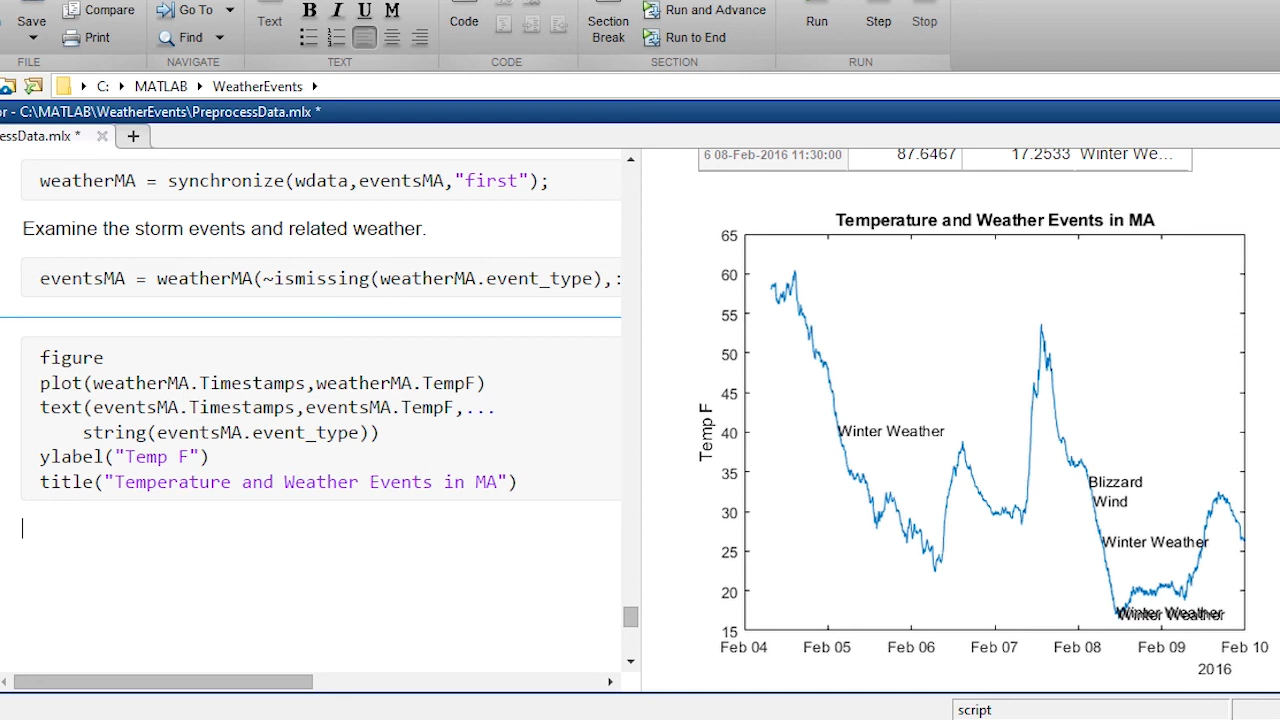 Save
Compare
Print
FILE
Go To
Find
NAVIGATE
Text
B I U M
TEXT
Code
CODE
Section
Break
Run and Advance
Run to End
SECTION
Run
Step
Stop
RUN
C: MATLAB WeatherEvents
or - C:\MATLAB\WeatherEvents\PreprocessData.mlx *
essData.mlx *
weatherMA = synchronize(wdata,eventsMA,"first");
Examine the storm events and related weather.
eventsMA = weatherMA(~ismissing(weatherMA.event_type),:
figure
plot(weatherMA.Timestamps,weatherMA.TempF)
text(eventsMA.Timestamps,eventsMA.TempF,...
string(eventsMA.event_type))
ylabel("Temp F")
title("Temperature and Weather Events in MA")
6 08-Feb-2016 11:30:00 87.6467 17.2533 Winter We...
Temperature and Weather Events in MA
65
60
55
50
45
40
35
30
25
20
15
Temp F
Winter Weather
Blizzard
Wind
Winter Weather
Winter Weather
Feb 04 Feb 05 Feb 06 Feb 07 Feb 08 Feb 09 Feb 10
2016
script